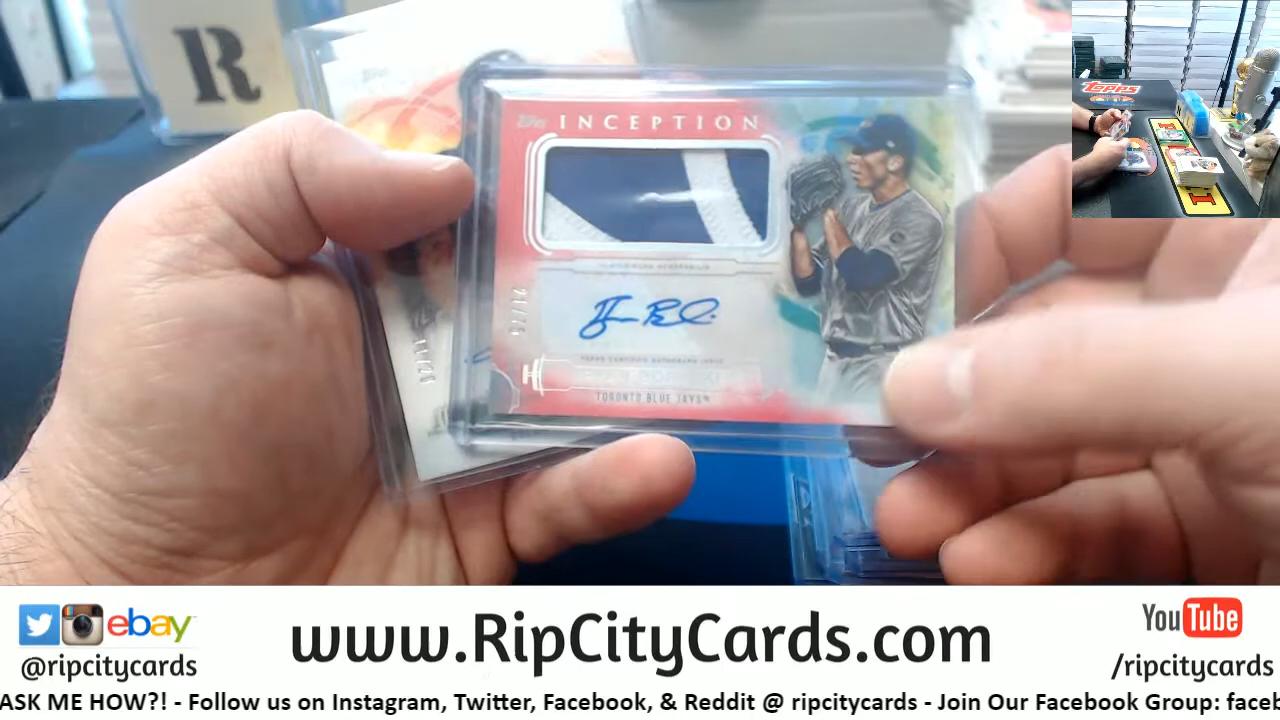 R
Topps INCEPTION
TORONTO BLUE JAYS
Topps
ebay
@ripcitycards
www.RipCityCards.com
YouTube
/ripcitycards
ASK ME HOW?! - Follow us on Instagram, Twitter, Facebook, & Reddit @ ripcitycards - Join Our Facebook Group: faceb